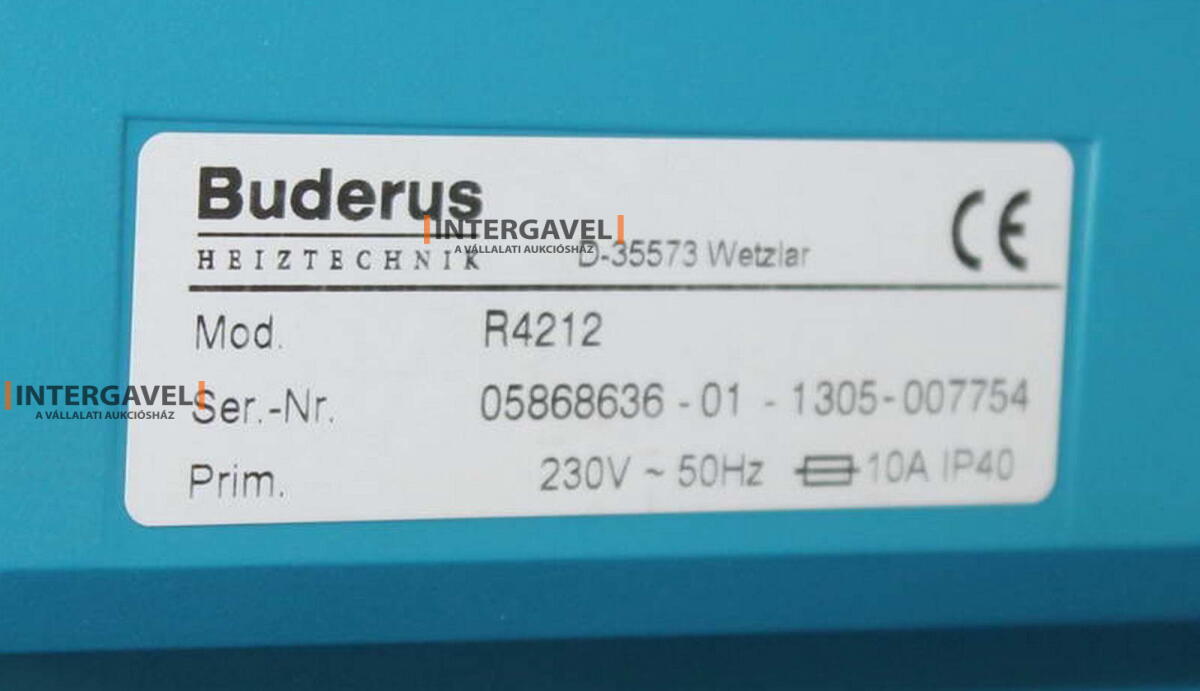 Buderus
HEIZTECHNIK D-35573 Wetzlar
CE
Mod. R4212
Ser.-Nr. 05868636-01-1305-007754
Prim. 230V ~ 50Hz 10A IP40
INTERGAVEL
A VÁLLALATI AUKCIÓSHÁZ
INTERGAVEL
A VÁLLALATI AUKCIÓSHÁZ